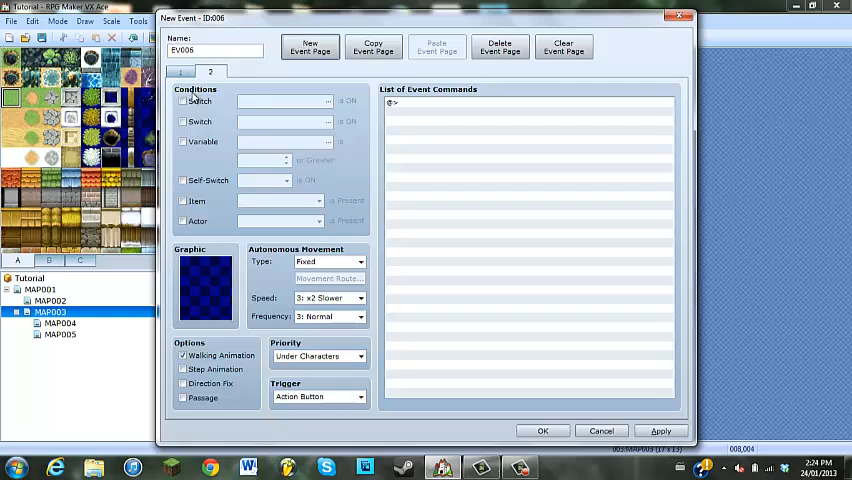 Tutorial - RPG Maker VX Ace
File Edit Mode Draw Scale Tools
A B C
Tutorial
MAP001
MAP002
MAP003
MAP004
MAP005
New Event - ID:006
Name:
EV006
New Event Page
Copy Event Page
Paste Event Page
Delete Event Page
Clear Event Page
1 2
Conditions
Switch ... is ON
Switch ... is ON
Variable ... is
or Greater
Self-Switch is ON
Item is Present
Actor is Present
Graphic
Autonomous Movement
Type: Fixed
Movement Route...
Speed: 3: x2 Slower
Frequency: 3: Normal
Options
Walking Animation
Step Animation
Direction Fix
Passage
Priority
Under Characters
Trigger
Action Button
List of Event Commands
@>
OK Cancel Apply
003:MAP003 (17 x 13) 008,004
2:24 PM
24/01/2013